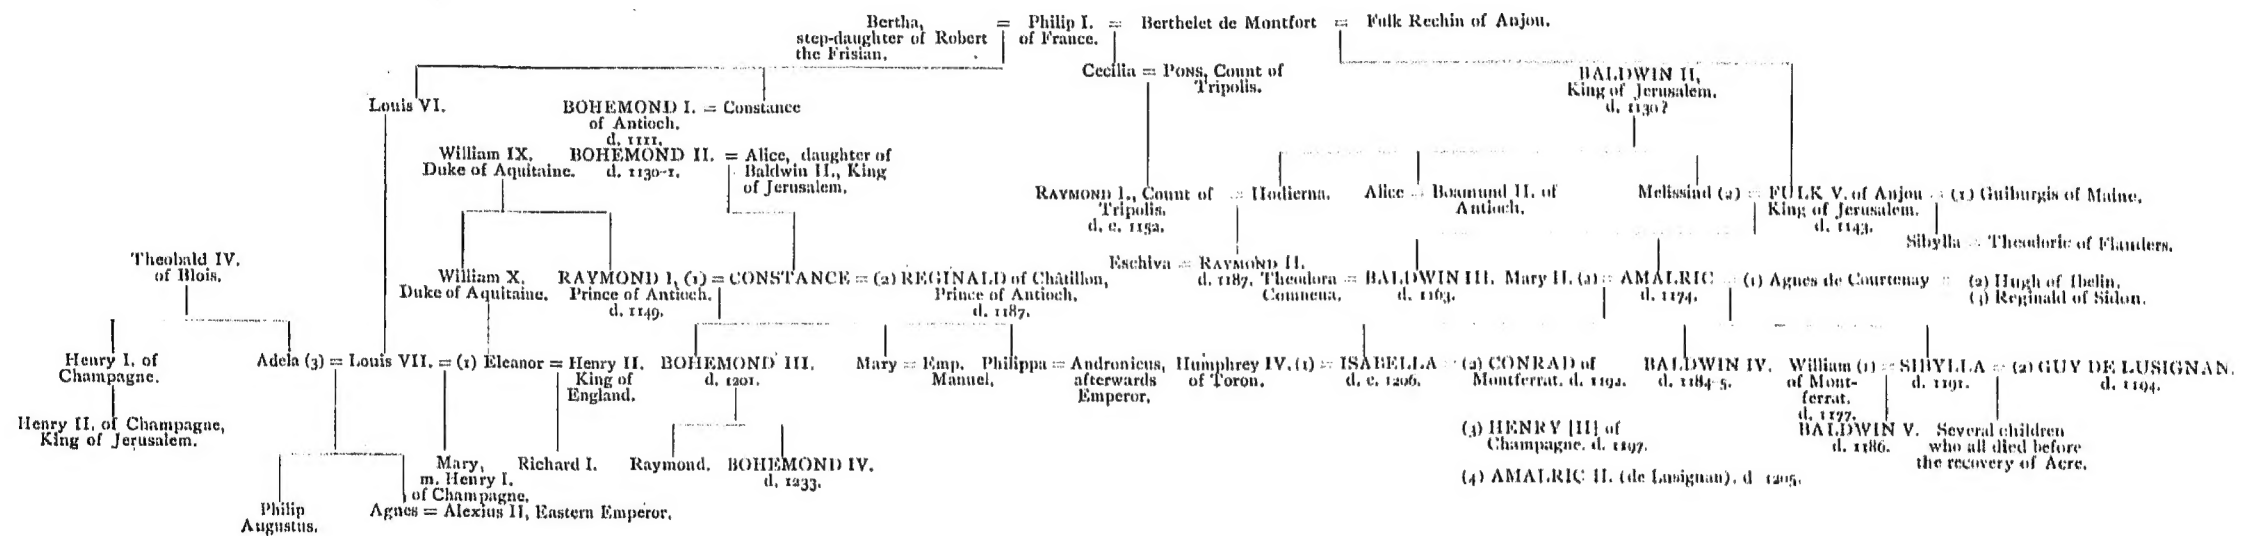 Bertha, = Philip I. = Berthelet de Montfort = Fulk Rechin of Anjou.
step-daughter of Robert of France.
the Frisian.
Cecilia = PONS, Count of
Tripolis.
BALDWIN II,
King of Jerusalem.
d. 1130?
Louis VI. BOHEMOND I. = Constance
of Antioch.
d. 1111.
William IX. BOHEMOND II. = Alice, daughter of
Duke of Aquitaine. d. 1130-1. Baldwin II., King
of Jerusalem.
RAYMOND I., Count of = Hodierna. Alice = Boamund II. of Melissind (2) = FULK V. of Anjou = (1) Guiburgis of Maine.
Tripolis. Antioch. King of Jerusalem.
d. c. 1152. d. 1143.
Sibylla = Theodoric of Flanders.
Theobald IV.
of Blois.
Eschiva = RAYMOND II.
d. 1187.
William X. RAYMOND I, (1) = CONSTANCE = (2) REGINALD of Châtillon, Theodora = BALDWIN III. Mary II. (2) = AMALRIC = (1) Agnes de Courtenay = (2) Hugh of Ibelin.
Duke of Aquitaine. Prince of Antioch. Prince of Antioch. Comnena. d. 1163. d. 1174. Reginald of Sidon.
d. 1149. d. 1187.
Henry I. of Adela (3) = Louis VII. = (1) Eleanor = Henry II. BOHEMOND III. Mary = Emp. Philippa = Andronicus, Humphrey IV. (1) = ISABELLA = (2) CONRAD of BALDWIN IV. William (1) = SIBYLLA = (2) GUY DE LUSIGNAN.
Champagne. King of d. 1201. Manuel. afterwards of Toron. d. c. 1206. Montferrat. d. 1192. d. 1184-5. of Mont- d. 1191. d. 1194.
England. Emperor. ferrat.
d. 1177.
Henry II. of Champagne, (3) HENRY [II] of BALDWIN V. Several children
King of Jerusalem. Champagne. d. 1197. d. 1186. who all died before
the recovery of Acre.
Mary, Richard I. Raymond. BOHEMOND IV.
m. Henry I. d. 1233.
of Champagne.
(4) AMALRIC II. (de Lusignan). d 1205.
Philip Agnes = Alexius II, Eastern Emperor.
Augustus.